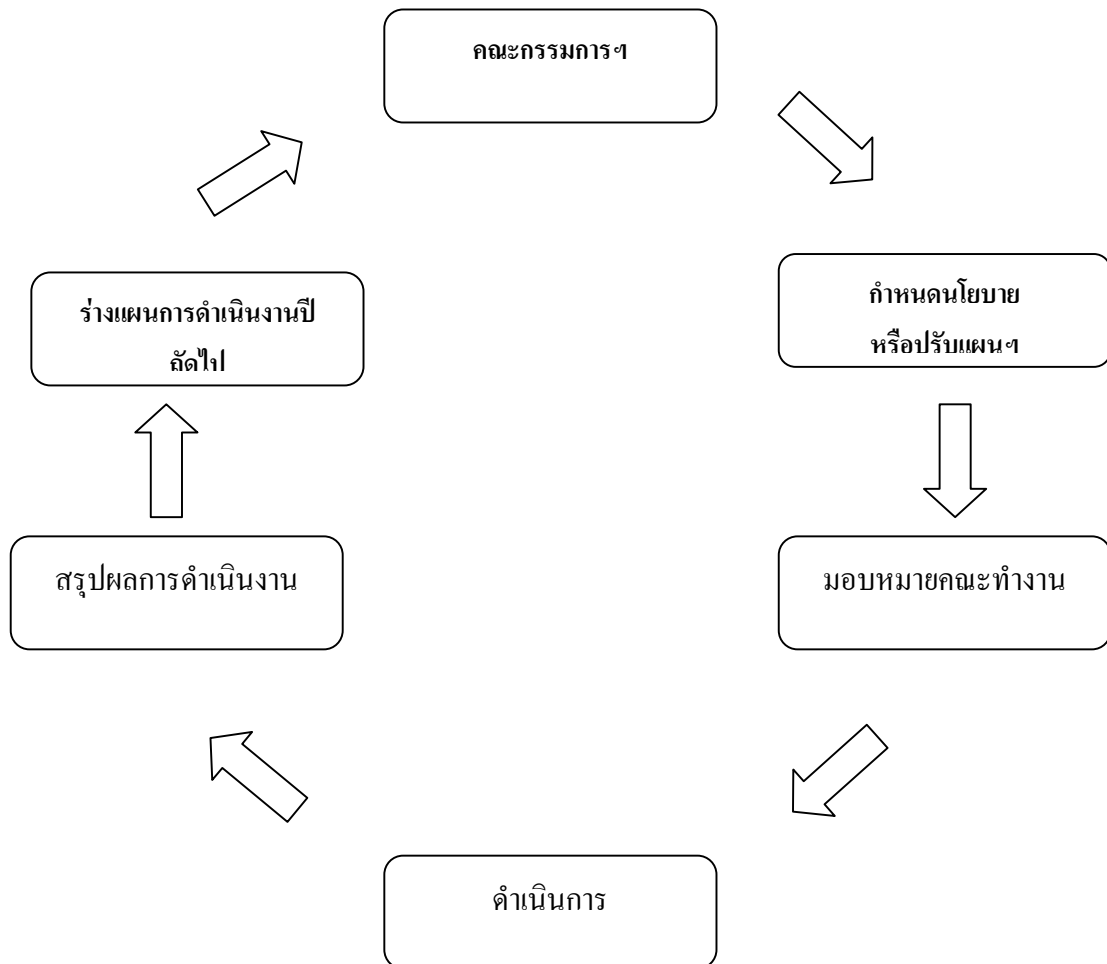 คณะกรรมการฯ
ร่างแผนการดำเนินงานปี
ถัดไป
กำหนดนโยบาย
หรือปรับแผนฯ
สรุปผลการดำเนินงาน
มอบหมายคณะทำงาน
ดำเนินการ